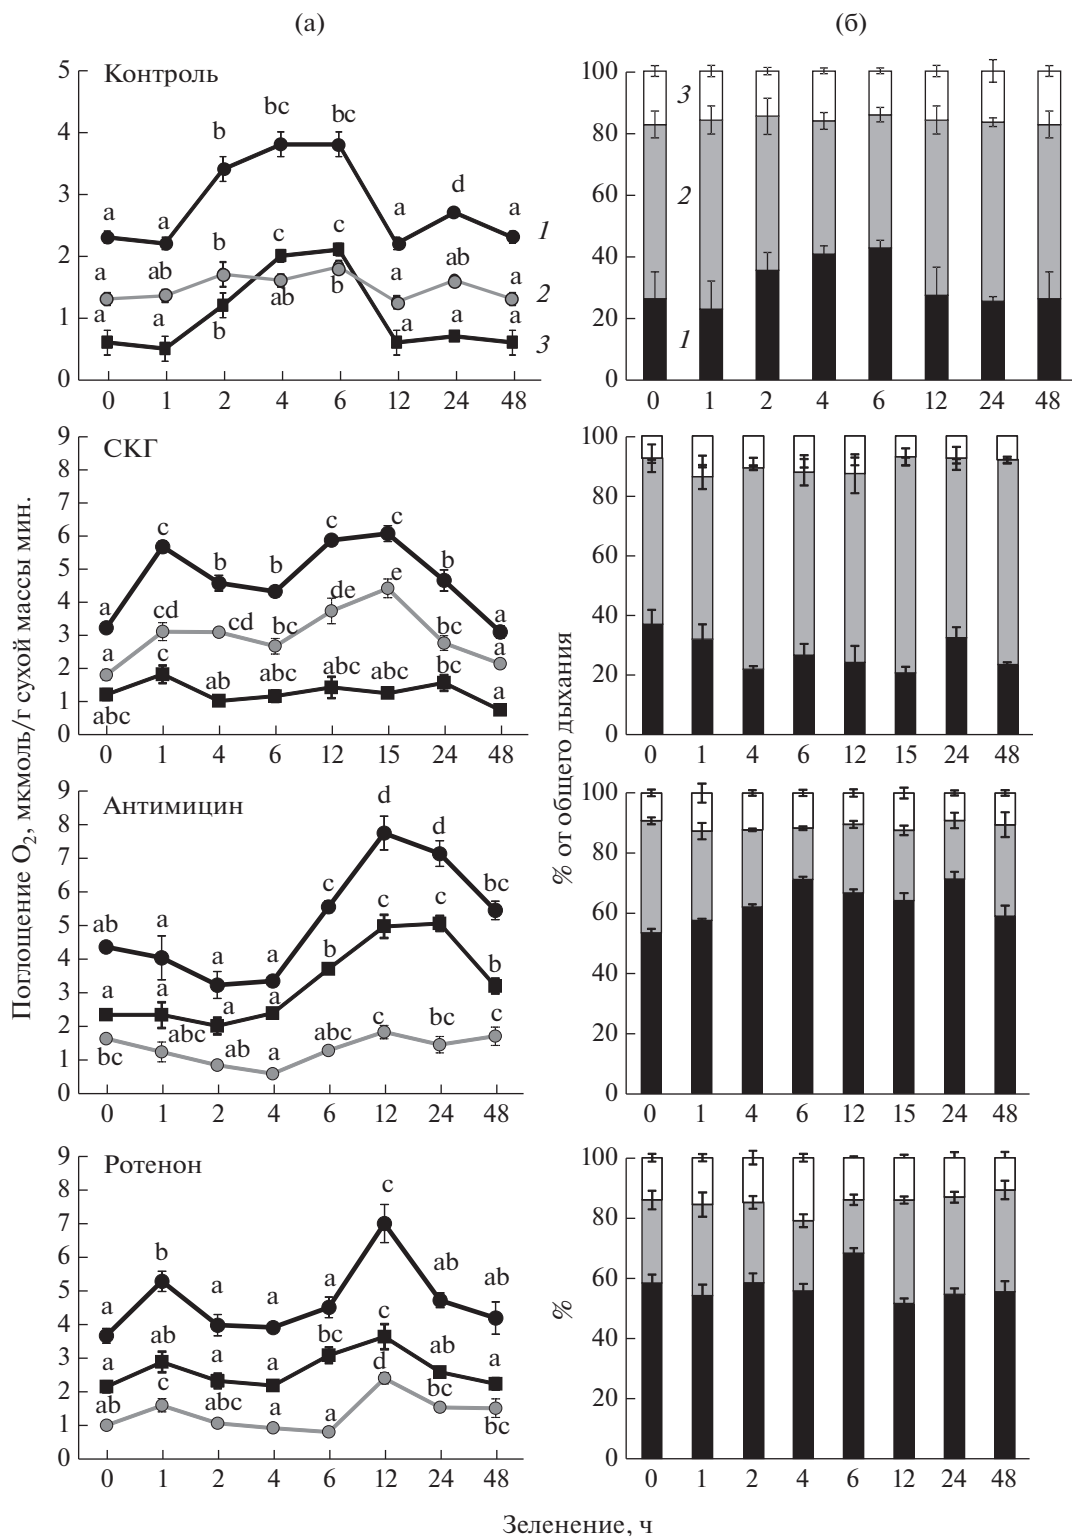 (а)
(б)
Поглощение O₂, мкмоль/г сухой массы мин.
Контроль
5
4
3
2
1
0
a a b bc bc a d a
a ab b ab b a ab a
a a b c c a a a
1
2
3
0 1 2 4 6 12 24 48
% от общего дыхания
100
80
60
40
20
0
3
2
1
0 1 2 4 6 12 24 48
СКГ
9
8
7
6
5
4
3
2
1
0
a c b b c c b a
a cd cd bc de e bc a
abc c ab abc abc abc bc a
0 1 4 6 12 15 24 48
100
80
60
40
20
0
0 1 4 6 12 15 24 48
Антимицин
9
8
7
6
5
4
3
2
1
0
ab a a a c d d bc
a a a a b c c b
bc abc ab a abc c bc c
0 1 2 4 6 12 24 48
100
80
60
40
20
0
0 1 4 6 12 15 24 48
Ротенон
9
8
7
6
5
4
3
2
1
0
a b a a a c ab ab
a ab a a bc c ab a
ab c abc a a d bc bc
0 1 2 4 6 12 24 48
%
100
80
60
40
20
0
0 1 2 4 6 12 24 48
Зеленение, ч